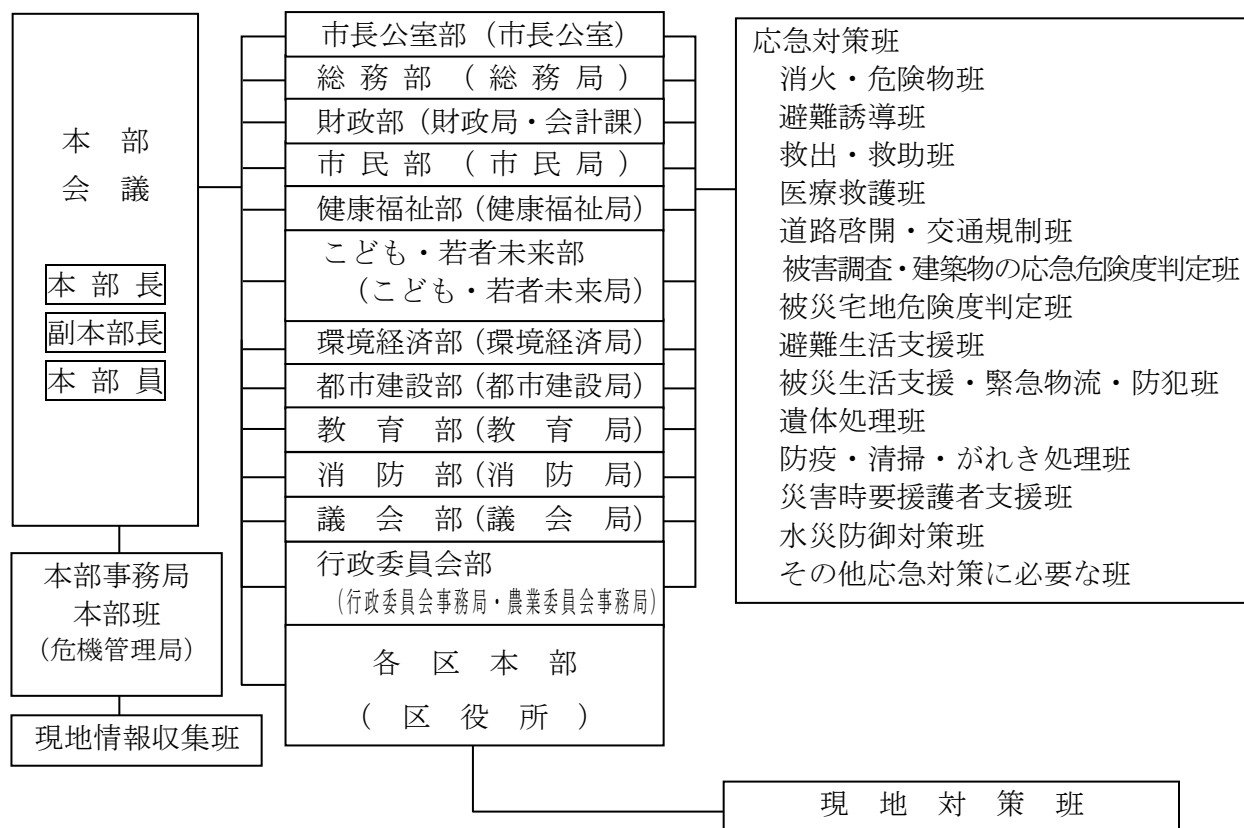 本部
会議
本部長
副本部長
本部員
本部事務局
本部班
(危機管理局)
現地情報収集班
市長公室部（市長公室）
総務部（総務局）
財政部（財政局・会計課）
市民部（市民局）
健康福祉部（健康福祉局）
こども・若者未来部
（こども・若者未来局）
環境経済部（環境経済局）
都市建設部（都市建設局）
教育部（教育局）
消防部（消防局）
議会部（議会局）
行政委員会部
（行政委員会事務局・農業委員会事務局）
各区本部
（区役所）
応急対策班
消火・危険物班
避難誘導班
救出・救助班
医療救護班
道路啓開・交通規制班
被害調査・建築物の応急危険度判定班
被災宅地危険度判定班
避難生活支援班
被災生活支援・緊急物流・防犯班
遺体処理班
防疫・清掃・がれき処理班
災害時要援護者支援班
水災防御対策班
その他応急対策に必要な班
現地対策班